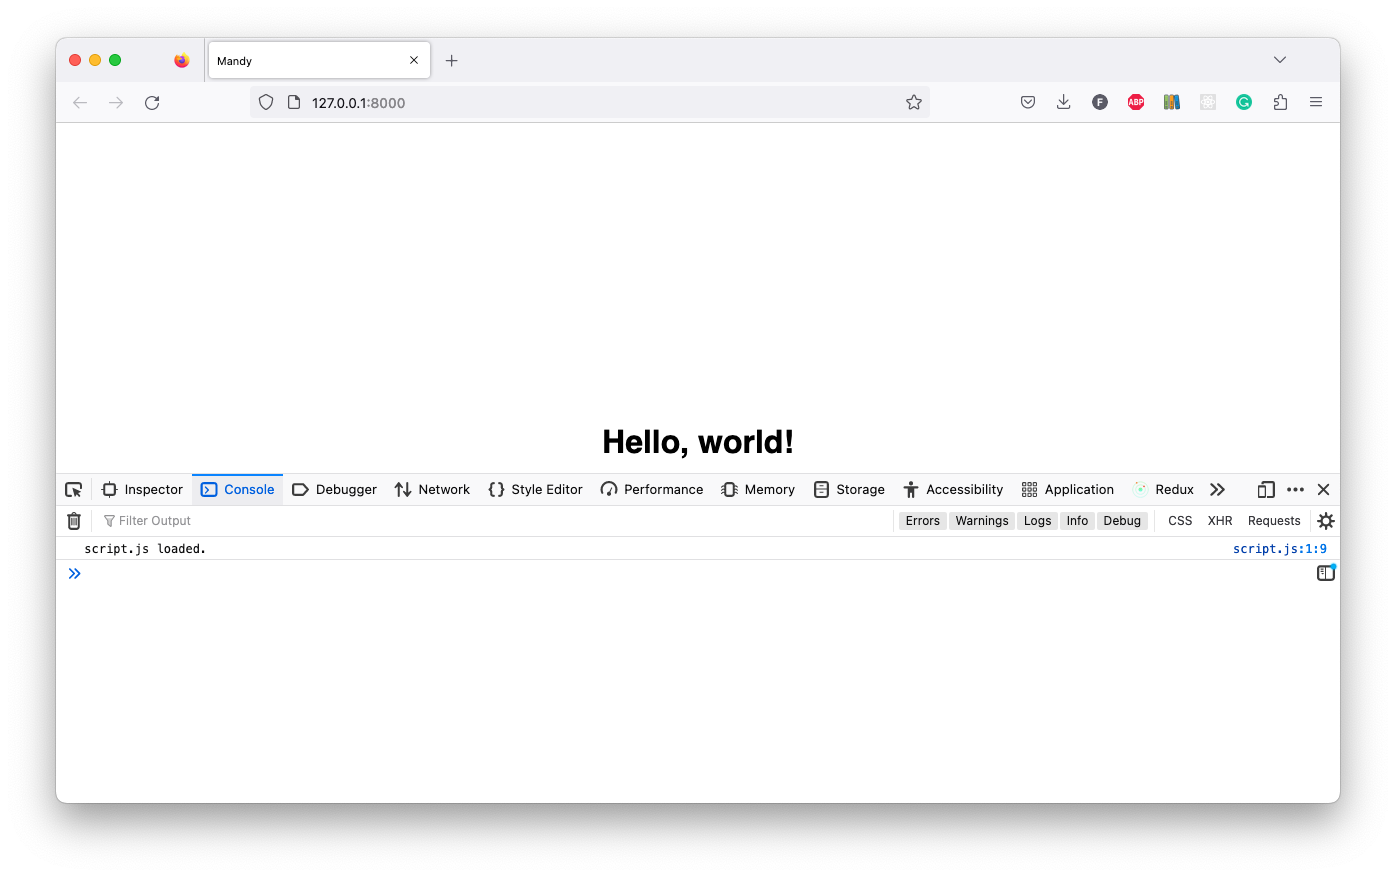 Mandy
127.0.0.1:8000
F
ABP
Hello, world!
Inspector Console Debugger Network Style Editor Performance Memory Storage Accessibility Application Redux
Filter Output Errors Warnings Logs Info Debug CSS XHR Requests
script.js loaded. script.js:1:9